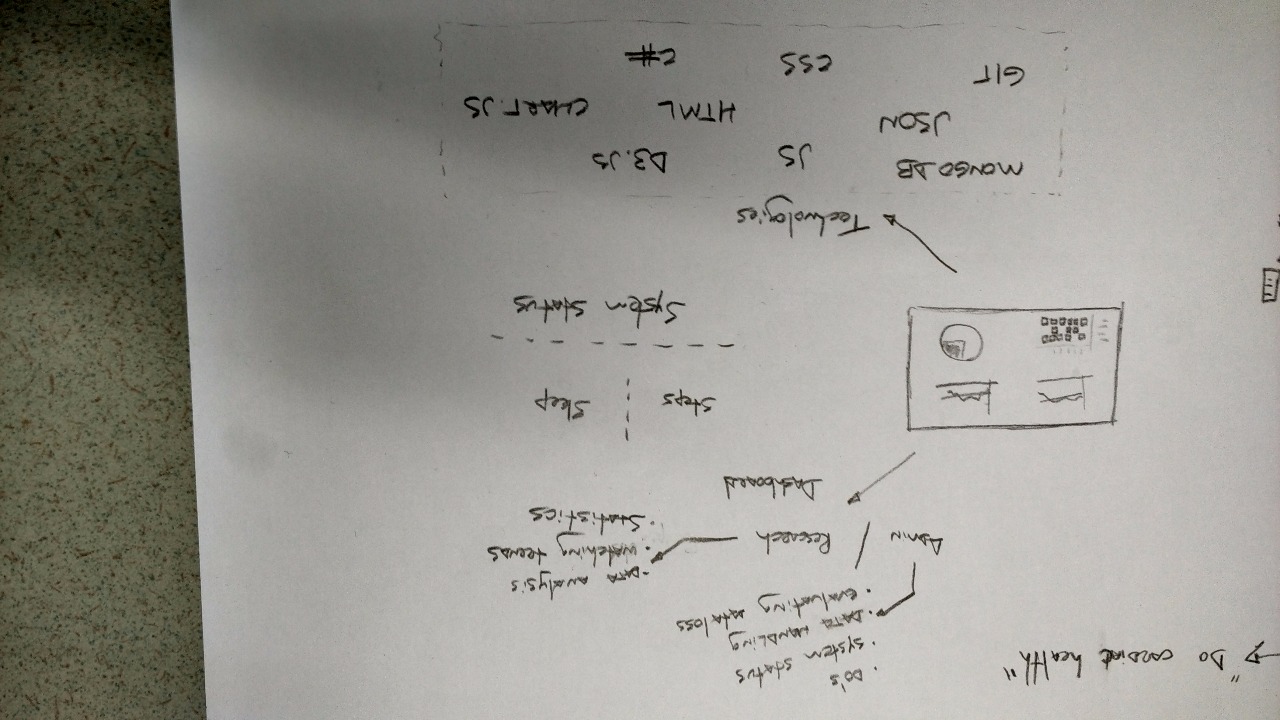 "Do cardiac health"
· DO's
· System status
· DATA HANDLING
· evaluating data loss
ADMIN / Research
Dashboard
- DATA analysis
· Watching trends
· Statistics
Steps
Sleep
System Status
Technologies
MONGO DB
JS
D3.JS
JSON
HTML
CHART.JS
GIT
CSS
C#